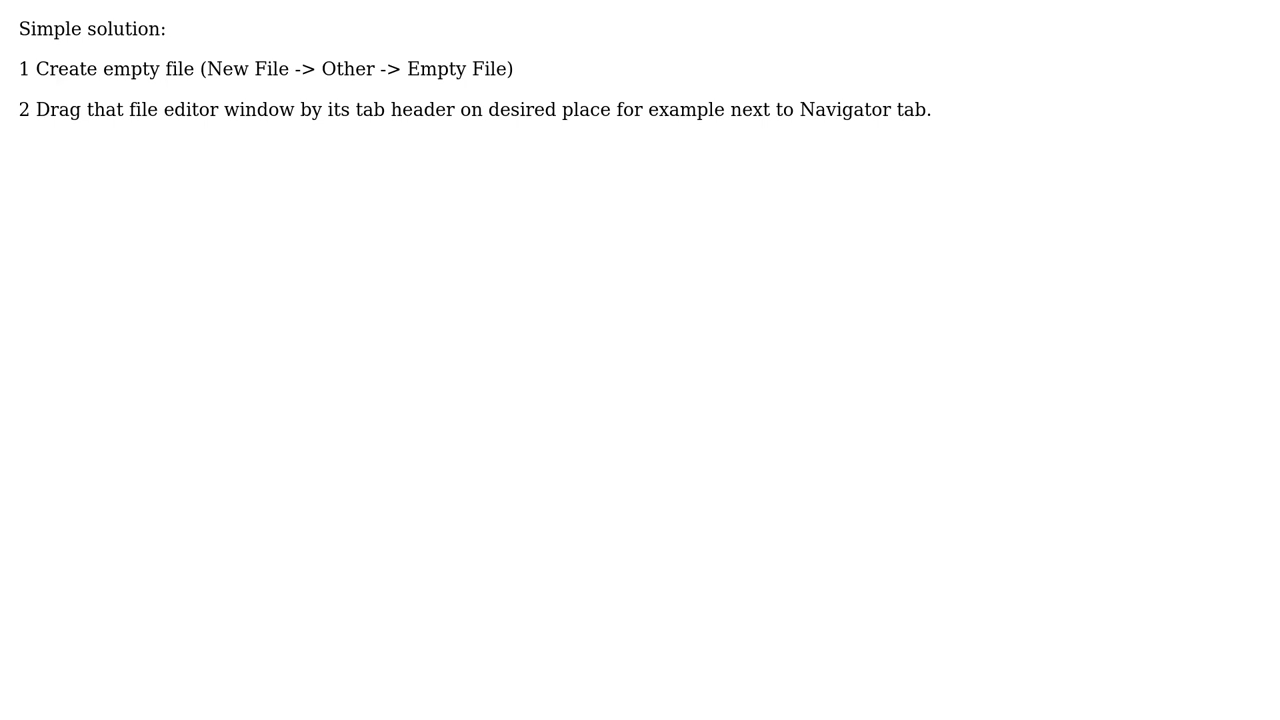 Simple solution:
1 Create empty file (New File -> Other -> Empty File)
2 Drag that file editor window by its tab header on desired place for example next to Navigator tab.